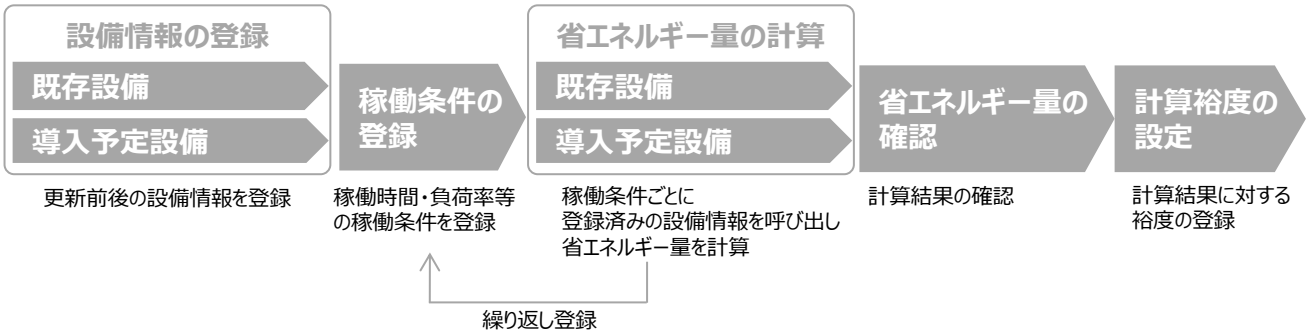 設備情報の登録
既存設備
導入予定設備
更新前後の設備情報を登録
稼働条件の
登録
稼働時間・負荷率等
の稼働条件を登録
省エネルギー量の計算
既存設備
導入予定設備
稼働条件ごとに
登録済みの設備情報を呼び出し
省エネルギー量を計算
繰り返し登録
省エネルギー量の
確認
計算結果の確認
計算裕度の
設定
計算結果に対する
裕度の登録